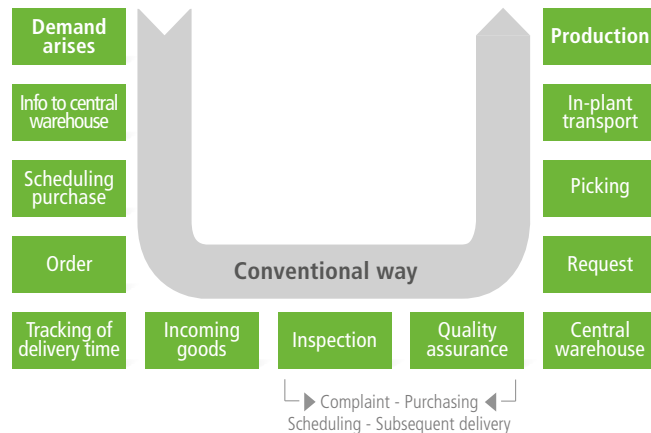 Demand
arises
Info to central
warehouse
Scheduling
purchase
Order
Tracking of
delivery time
Incoming
goods
Inspection
Quality
assurance
Central
warehouse
Request
Picking
In-plant
transport
Production
Conventional way
Complaint - Purchasing
Scheduling - Subsequent delivery